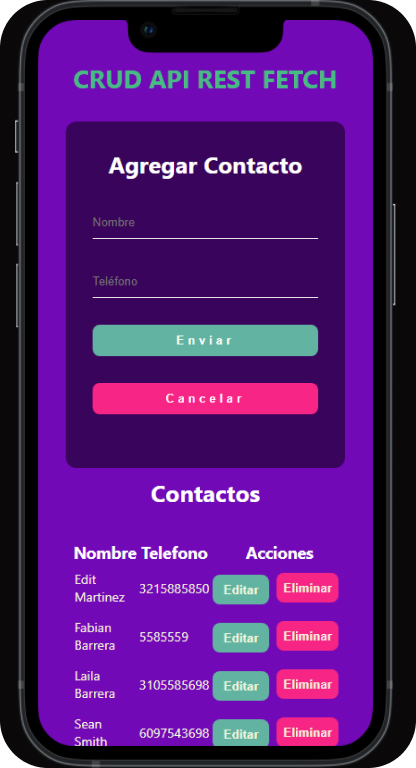 CRUD API REST FETCH
Agregar Contacto
Nombre
Teléfono
Enviar
Cancelar
Contactos
Nombre Telefono Acciones
Edit
Martinez 3215885850 Editar Eliminar
Fabian
Barrera 5585559 Editar Eliminar
Laila
Barrera 3105585698 Editar Eliminar
Sean
Smith 6097543698 Editar Eliminar